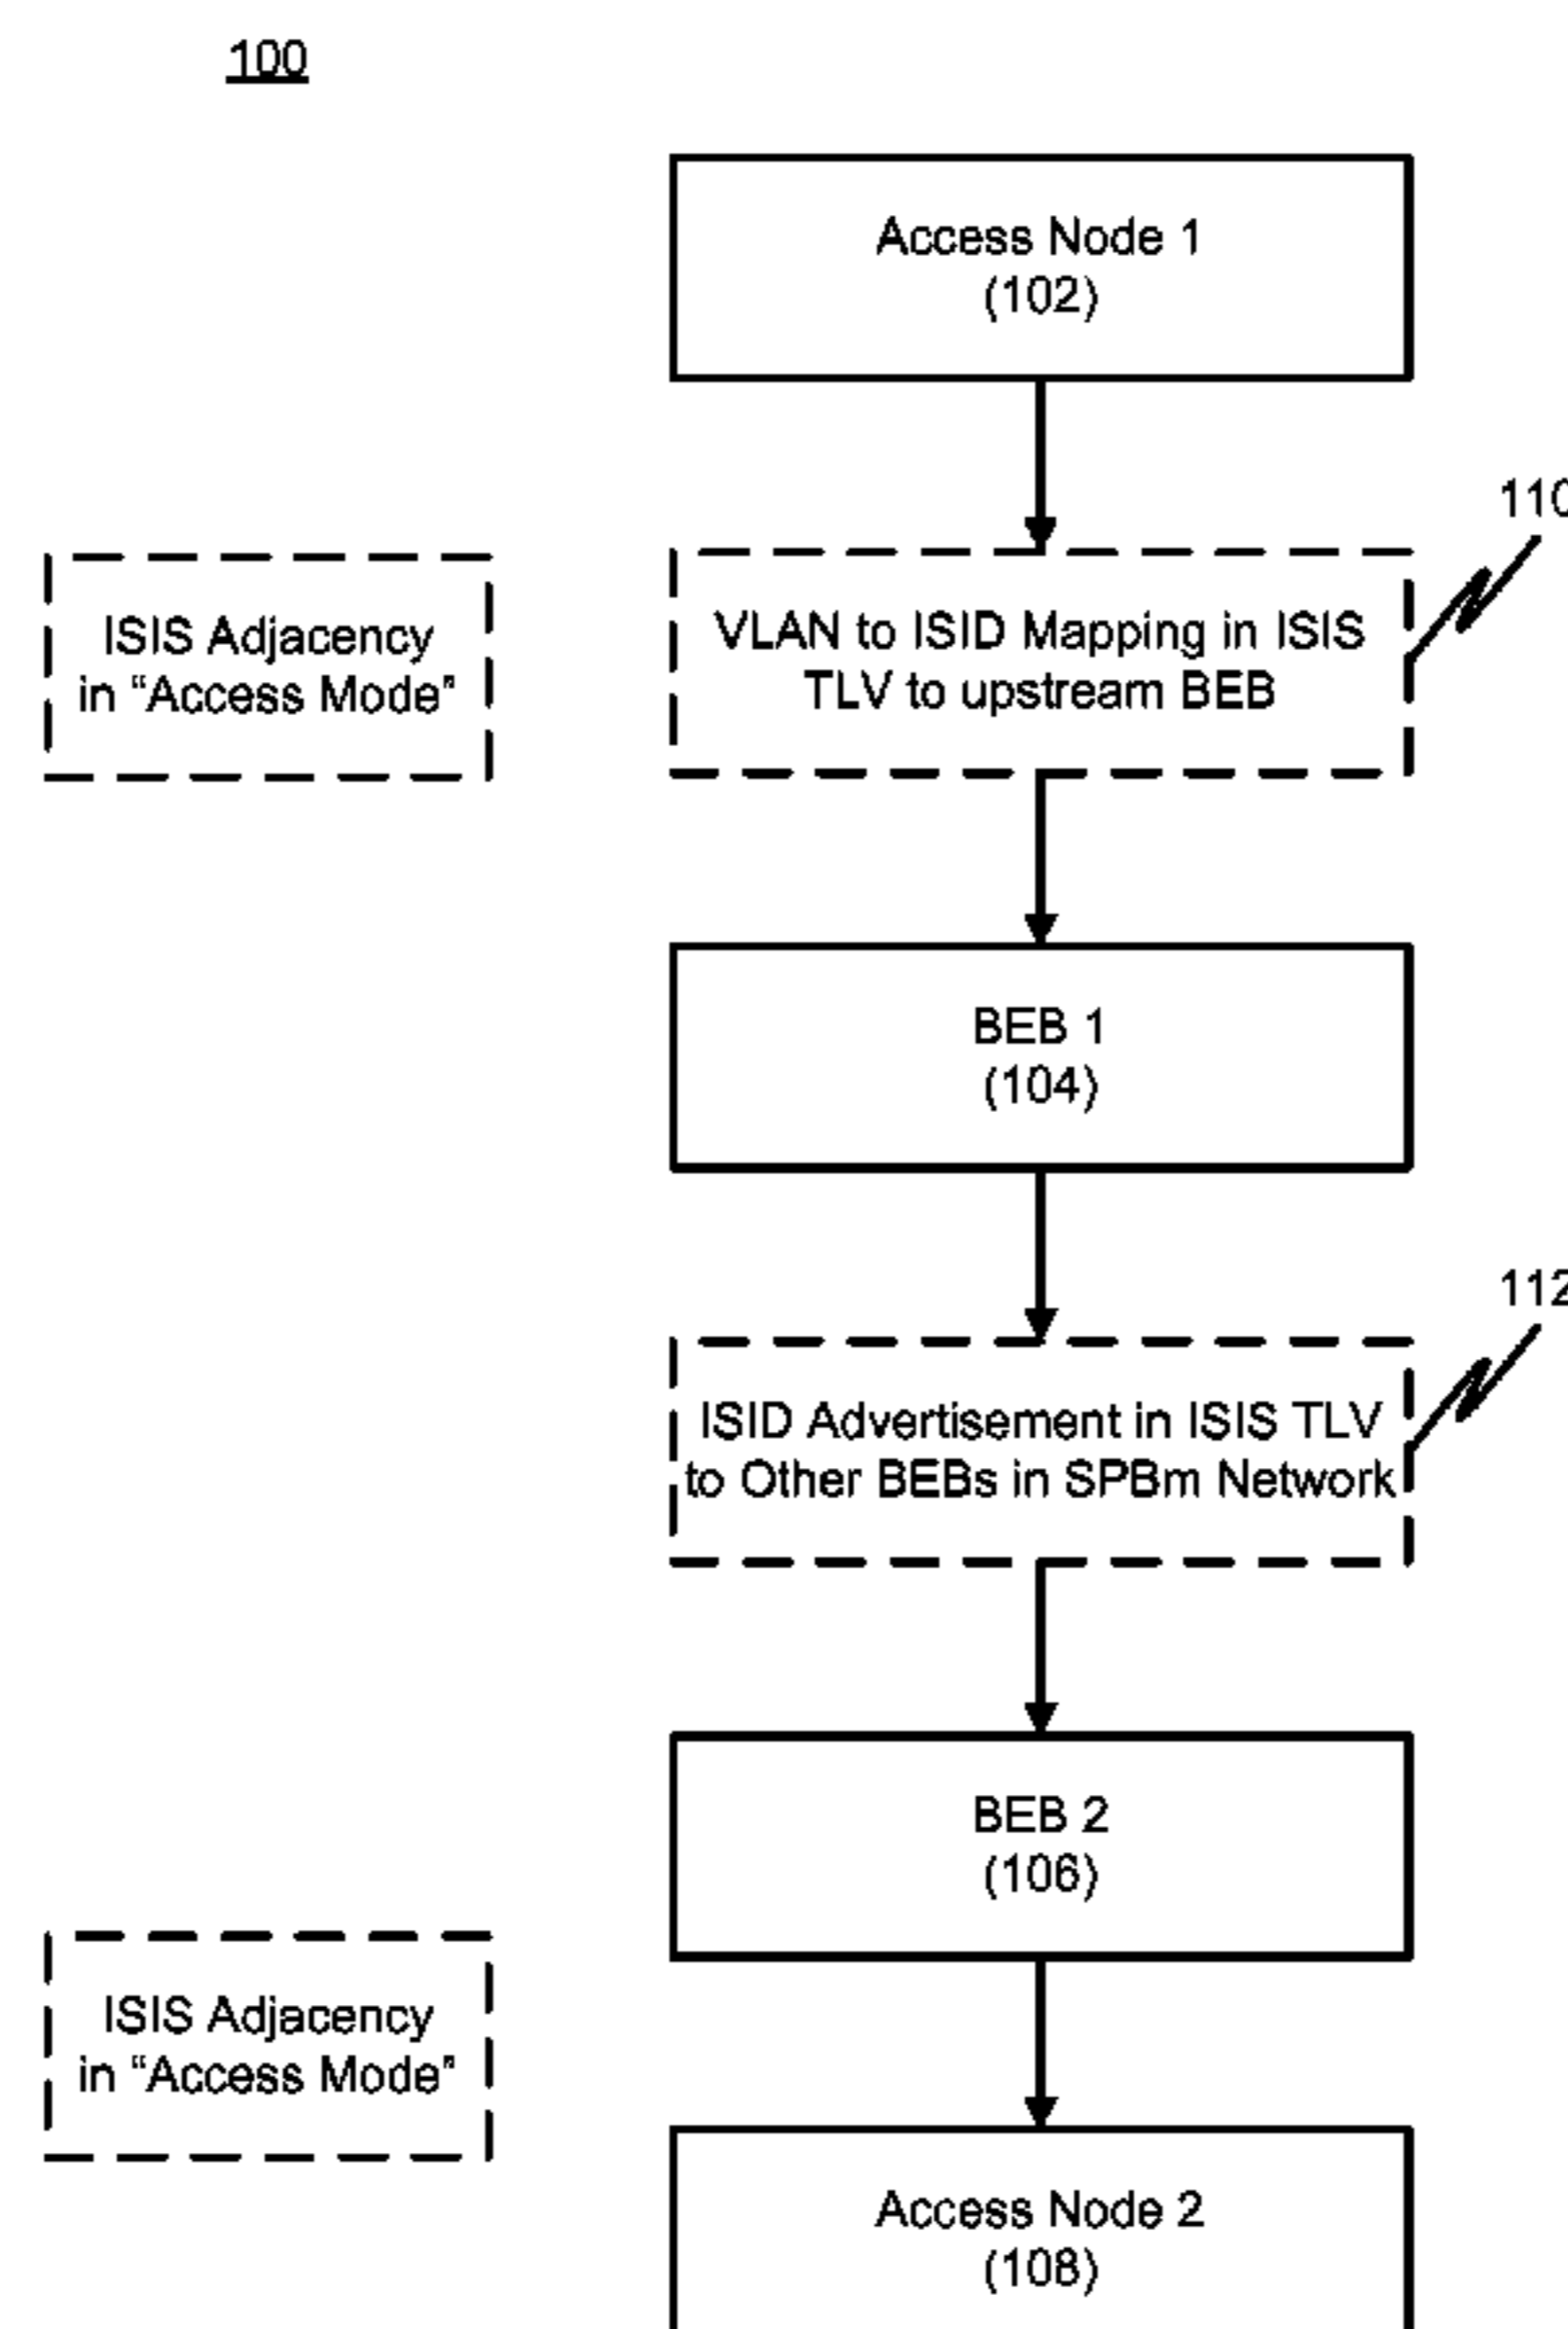 100
Access Node 1
(102)
110
ISIS Adjacency
in “Access Mode”
VLAN to ISID Mapping in ISIS
TLV to upstream BEB
BEB 1
(104)
112
ISID Advertisement in ISIS TLV
to Other BEBs in SPBm Network
BEB 2
(106)
ISIS Adjacency
in “Access Mode”
Access Node 2
(108)